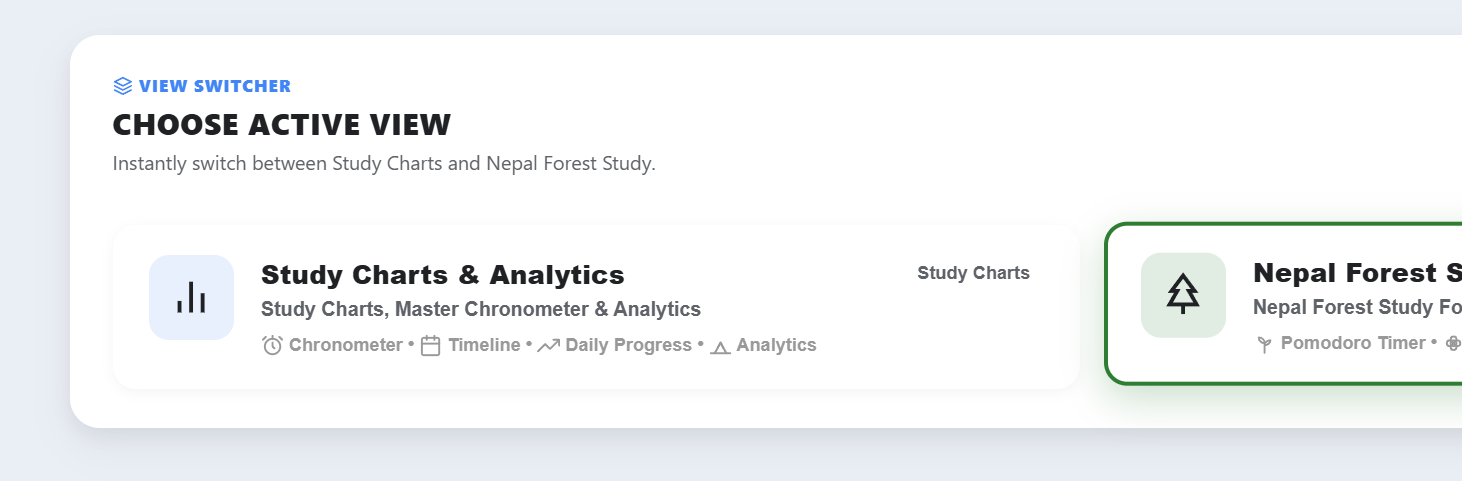 VIEW SWITCHER
CHOOSE ACTIVE VIEW
Instantly switch between Study Charts and Nepal Forest Study.
Study Charts & Analytics
Study Charts
Study Charts, Master Chronometer & Analytics
Chronometer • Timeline • Daily Progress • Analytics
Nepal Forest S
Nepal Forest Study Fo
Pomodoro Timer •